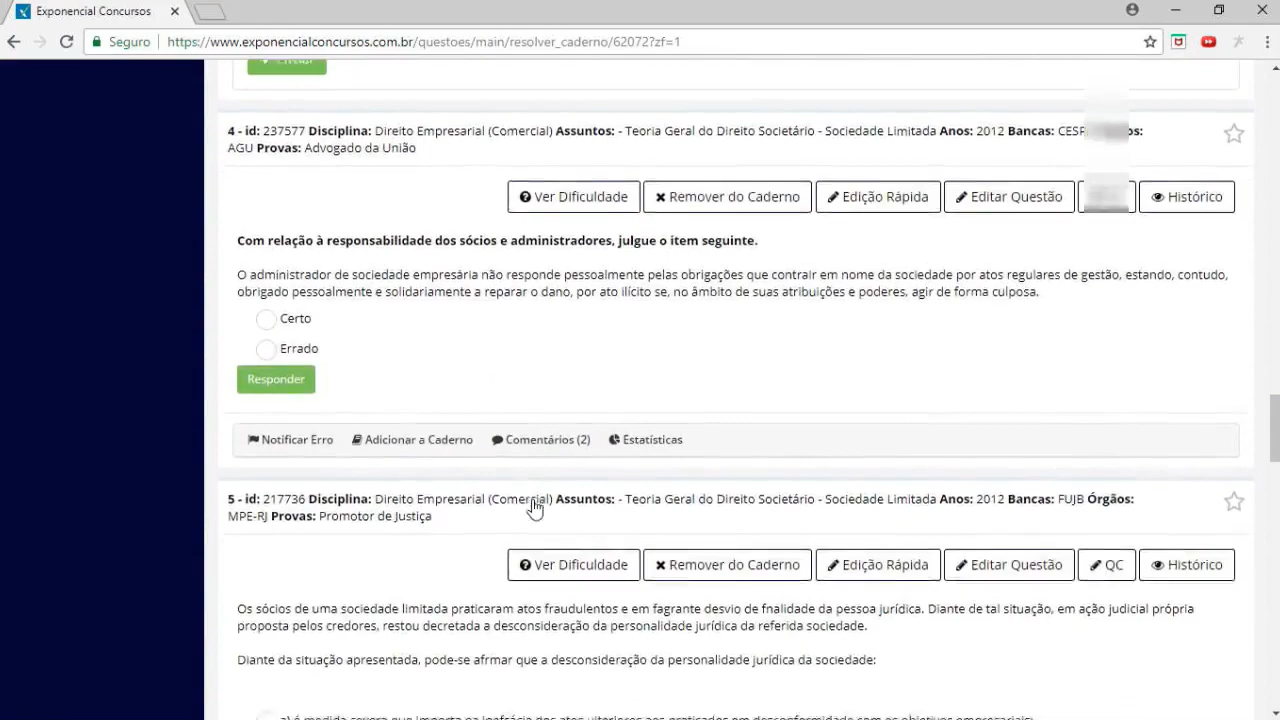 Exponencial Concursos
Seguro https://www.exponencialconcursos.com.br/questoes/main/resolver_caderno/62072?zf=1
4 - id: 237577 Disciplina: Direito Empresarial (Comercial) Assuntos: - Teoria Geral do Direito Societário - Sociedade Limitada Anos: 2012 Bancas:
AGU Provas: Advogado da União
Ver Dificuldade Remover do Caderno Edição Rápida Editar Questão Histórico
Com relação à responsabilidade dos sócios e administradores, julgue o item seguinte.
O administrador de sociedade empresária não responde pessoalmente pelas obrigações que contrair em nome da sociedade por atos regulares de gestão, estando, contudo,
obrigado pessoalmente e solidariamente a reparar o dano, por ato ilícito se, no âmbito de suas atribuições e poderes, agir de forma culposa.
Certo
Errado
Responder
Notificar Erro Adicionar a Caderno Comentários (2) Estatísticas
5 - id: 217736 Disciplina: Direito Empresarial (Comercial) Assuntos: - Teoria Geral do Direito Societário - Sociedade Limitada Anos: 2012 Bancas: FUJB Órgãos:
MPE-RJ Provas: Promotor de Justiça
Ver Dificuldade Remover do Caderno Edição Rápida Editar Questão QC Histórico
Os sócios de uma sociedade limitada praticaram atos fraudulentos e em fagrante desvio de fnalidade da pessoa jurídica. Diante de tal situação, em ação judicial própria
proposta pelos credores, restou decretada a desconsideração da personalidade jurídica da referida sociedade.
Diante da situação apresentada, pode-se afrmar que a desconsideração da personalidade jurídica da sociedade: